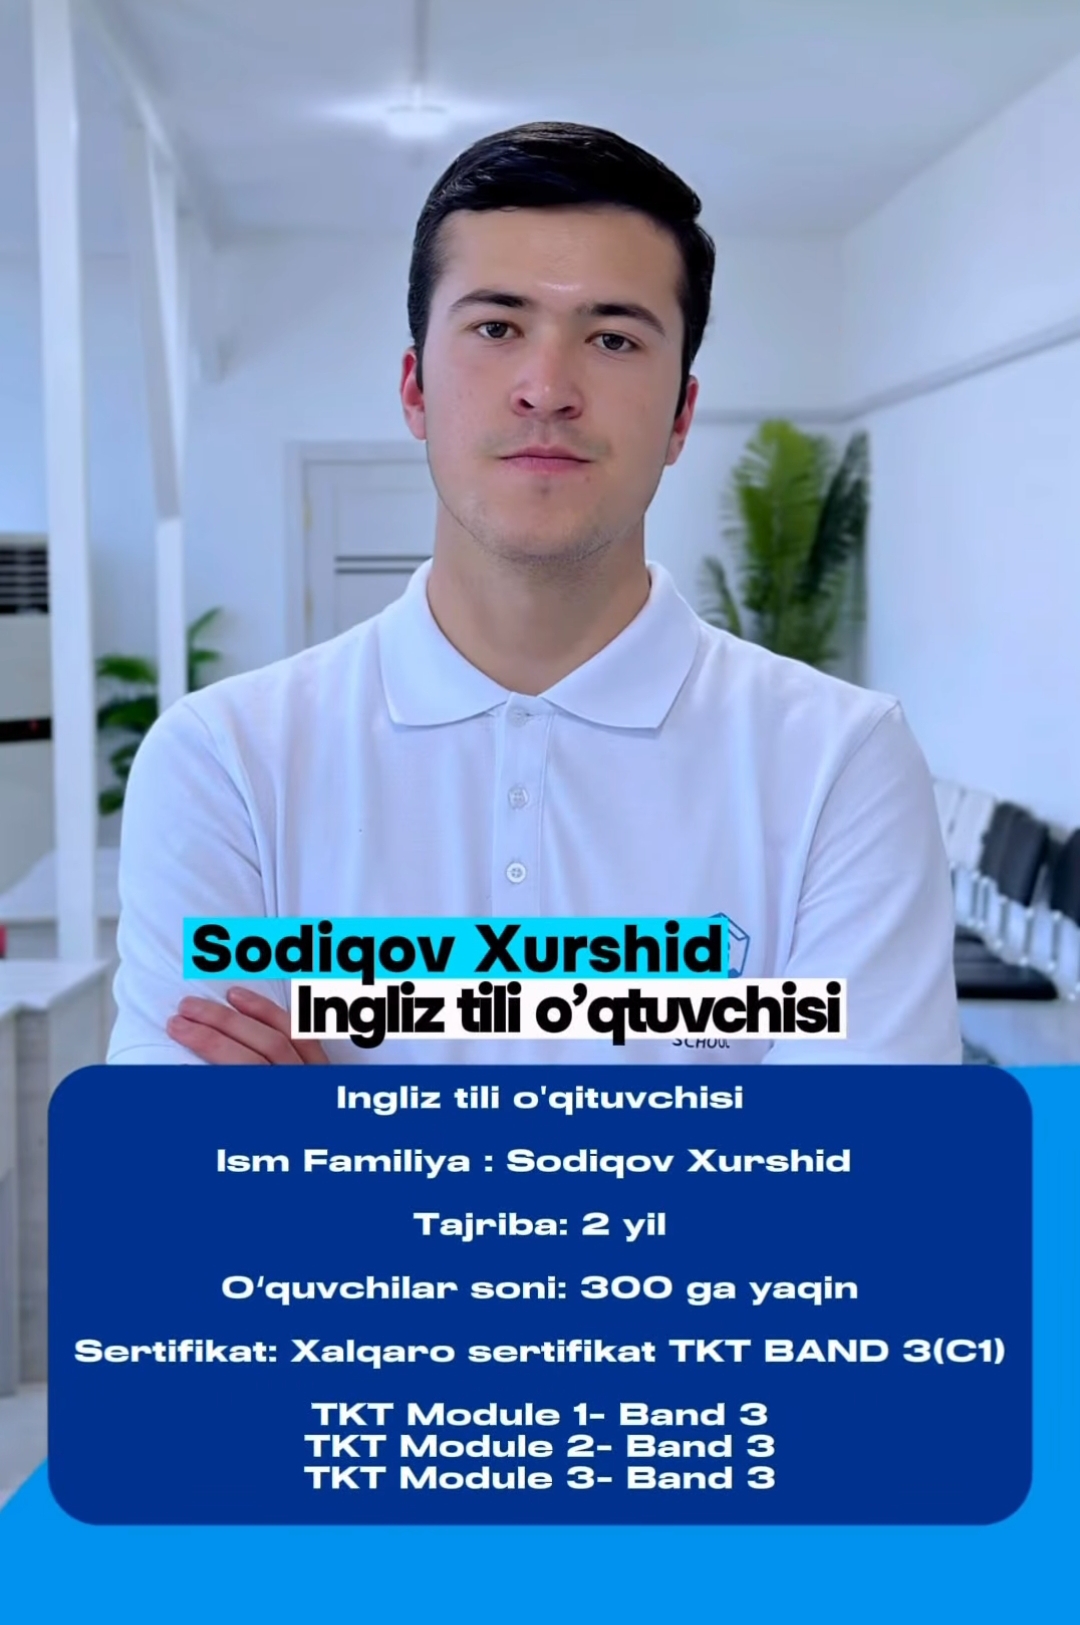 Sodiqov Xurshid
Ingliz tili o’qtuvchisi
SCHOOL
Ingliz tili o'qituvchisi
Ism Familiya : Sodiqov Xurshid
Tajriba: 2 yil
O‘quvchilar soni: 300 ga yaqin
Sertifikat: Xalqaro sertifikat TKT BAND 3(C1)
TKT Module 1- Band 3
TKT Module 2- Band 3
TKT Module 3- Band 3